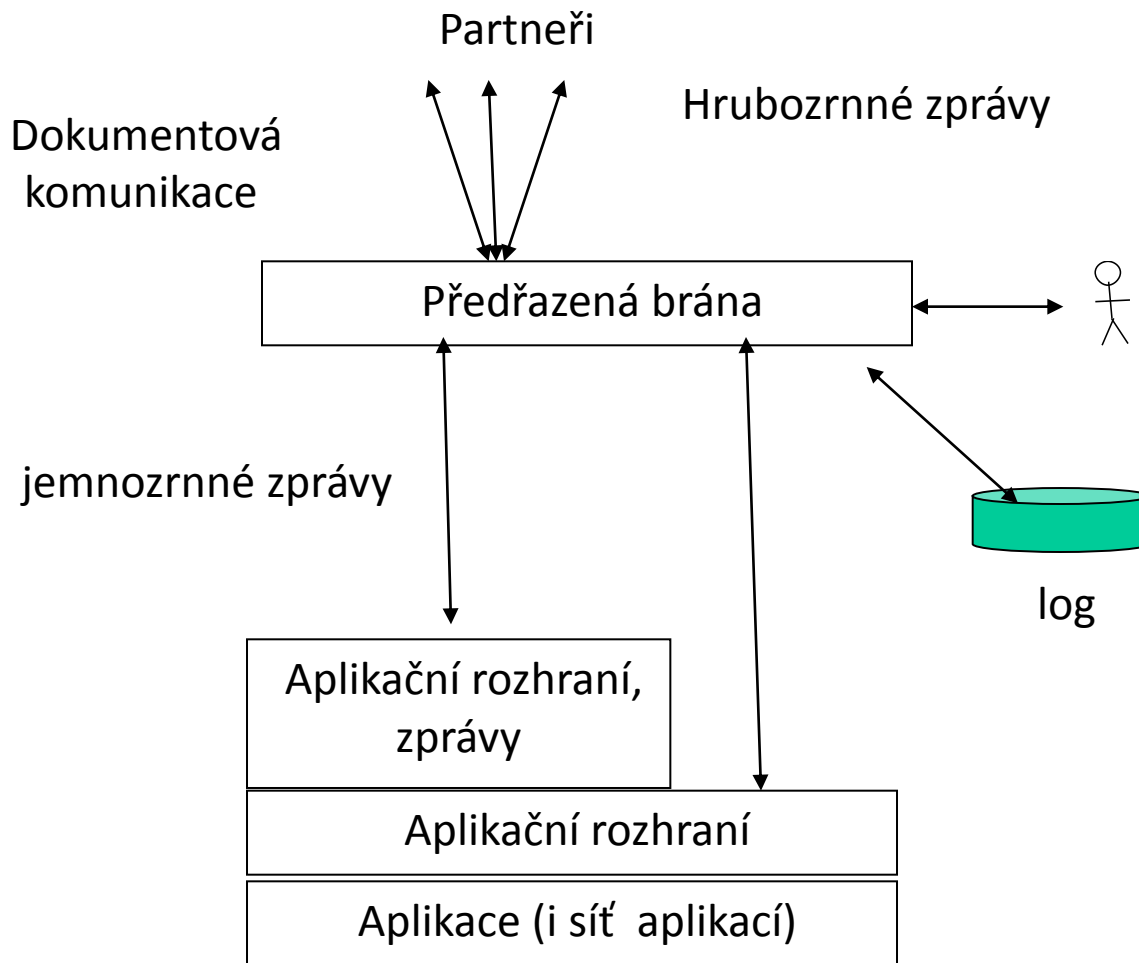 Partneři
Hrubozrnné zprávy
Dokumentová
komunikace
Předřazená brána
jemnozrnné zprávy
log
Aplikační rozhraní,
zprávy
Aplikační rozhraní
Aplikace (i síť  aplikací)